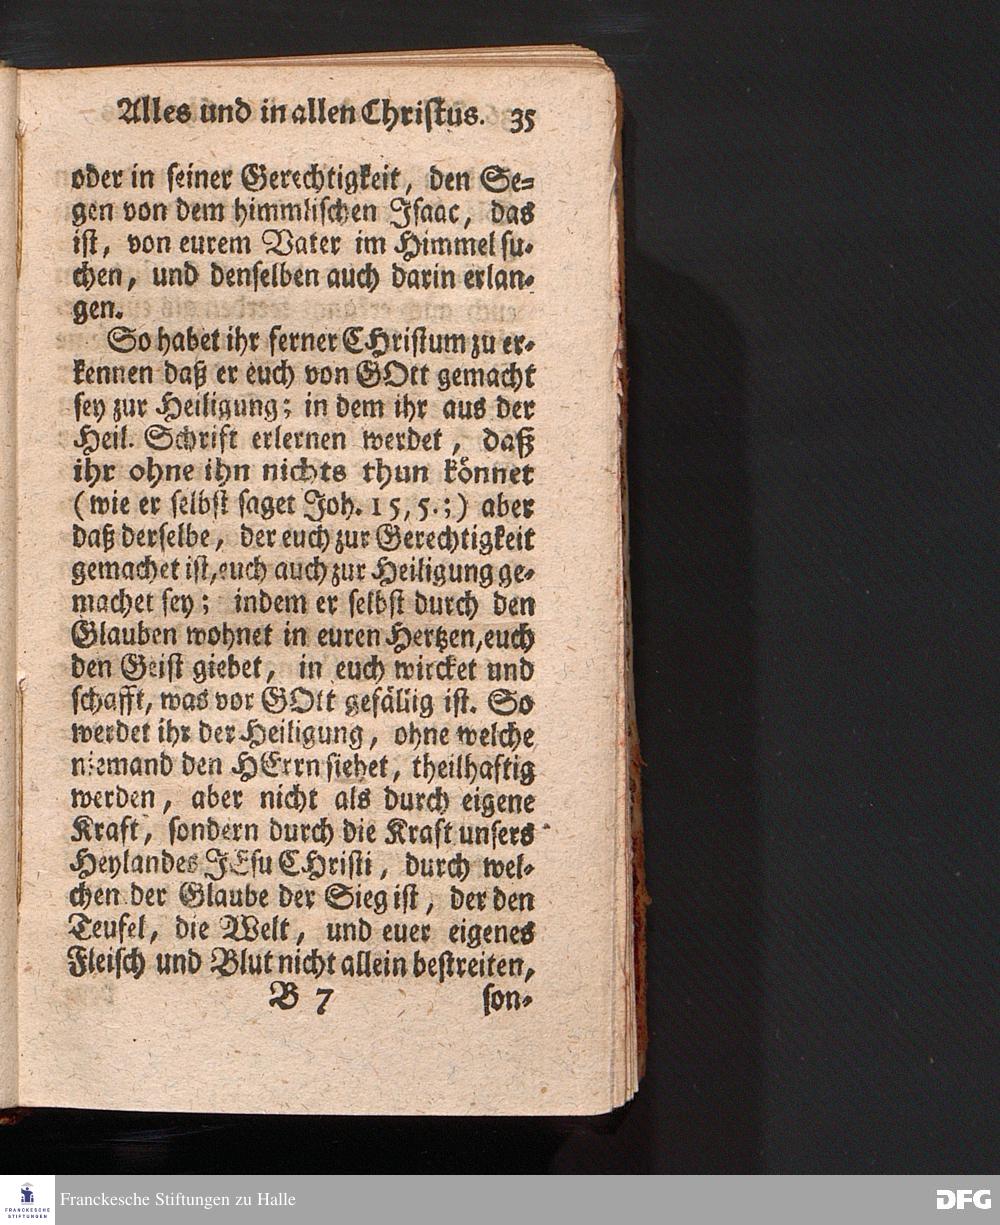 Alles und in allen Christus. 35
oder in seiner Gerechtigkeit, den Se-
gen von dem himmlischen Isaac, das
ist, von eurem Vater im Himmel su-
chen, und denselben auch darin erlan-
gen.
So habet ihr ferner CHristum zu er-
kennen daß er euch von GOtt gemacht
sey zur Heiligung; in dem ihr aus der
Heil. Schrift erlernen werdet, daß
ihr ohne ihn nichts thun könnet
(wie er selbst saget Joh. 15, 5.;) aber
daß derselbe, der euch zur Gerechtigkeit
gemachet ist, euch auch zur Heiligung ge-
machet sey; indem er selbst durch den
Glauben wohnet in euren Hertzen, euch
den Geist giebet, in euch wircket und
schafft, was vor GOtt gefällig ist. So
werdet ihr der Heiligung, ohne welche
niemand den HErrn siehet, theilhaftig
werden, aber nicht als durch eigene
Kraft, sondern durch die Kraft unsers
Heylandes JEsu CHristi, durch wel-
chen der Glaube der Sieg ist, der den
Teufel, die Welt, und euer eigenes
Fleisch und Blut nicht allein bestreiten,
B 7 son-
FRANCKESCHE
STIFTUNGEN
Franckesche Stiftungen zu Halle
DFG